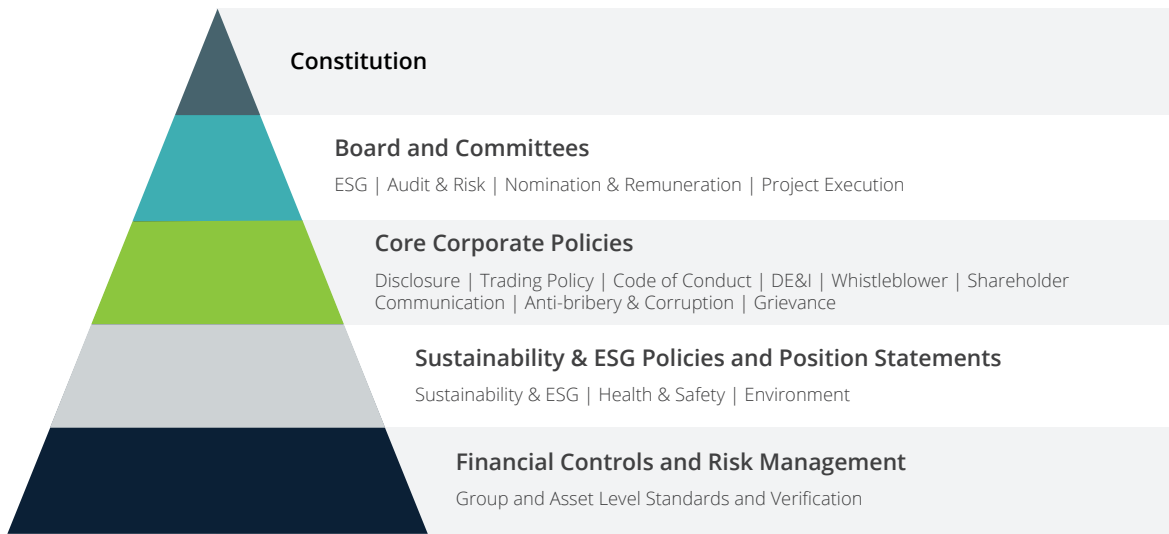 Constitution
Board and Committees
ESG | Audit & Risk | Nomination & Remuneration | Project Execution
Core Corporate Policies
Disclosure | Trading Policy | Code of Conduct | DE&I | Whistleblower | Shareholder
Communication | Anti-bribery & Corruption | Grievance
Sustainability & ESG Policies and Position Statements
Sustainability & ESG | Health & Safety | Environment
Financial Controls and Risk Management
Group and Asset Level Standards and Verification